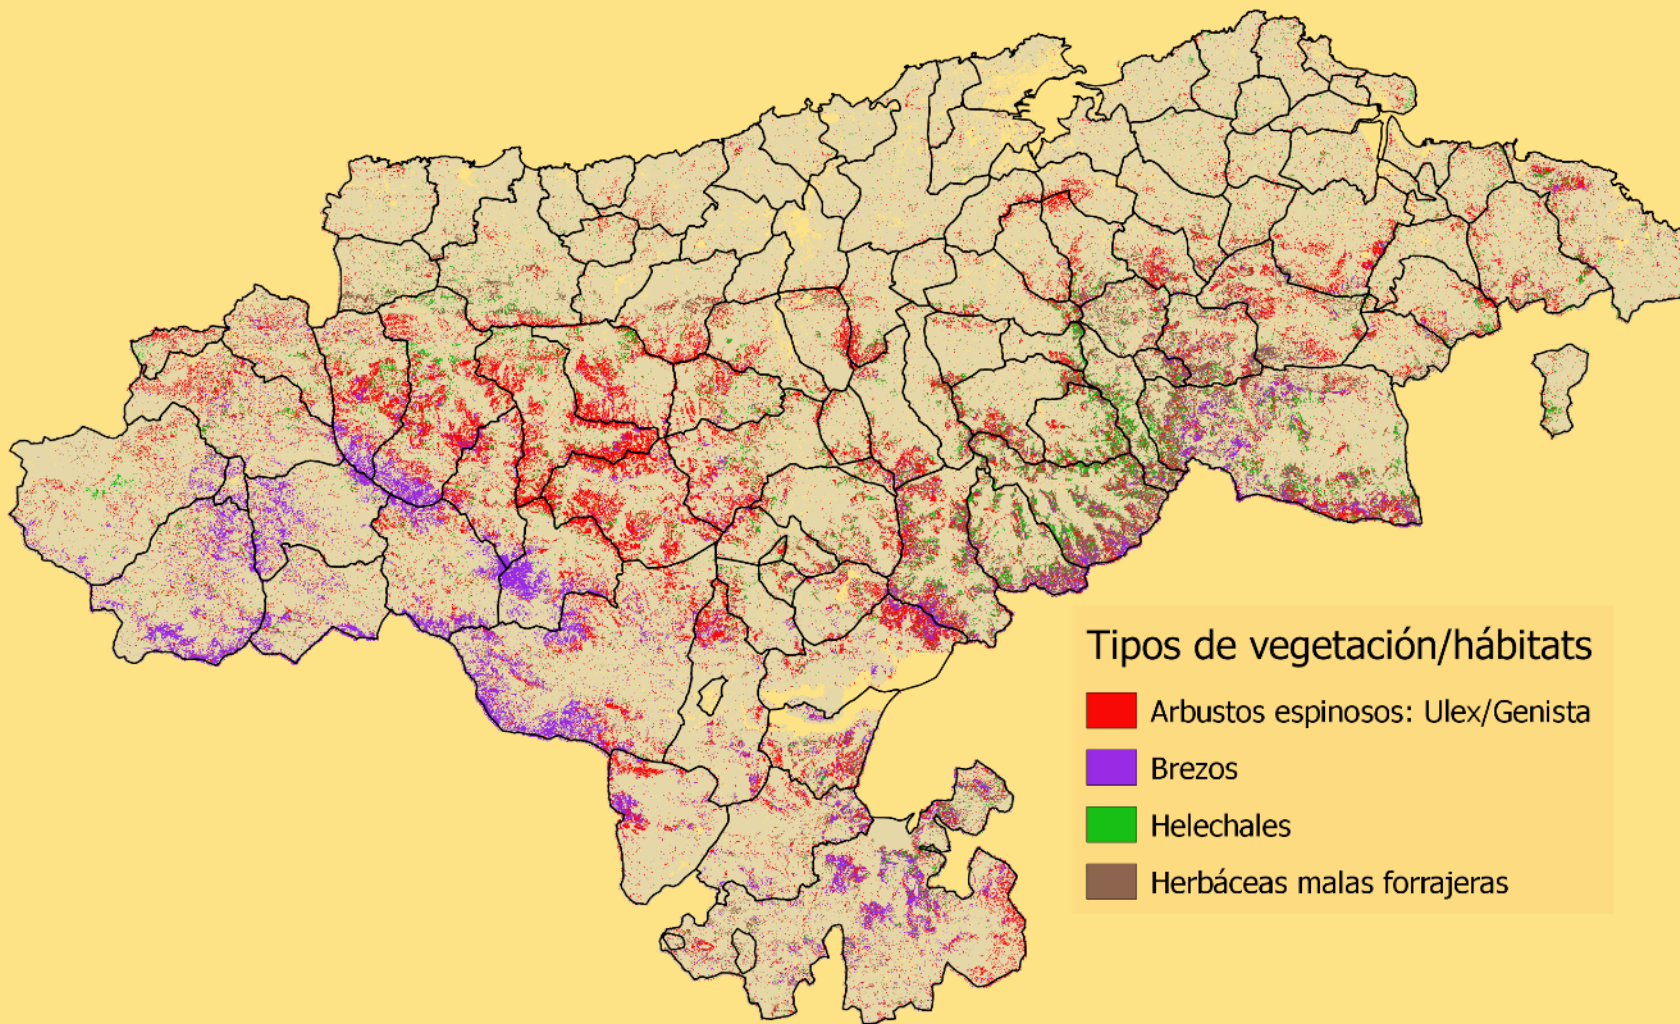 Tipos de vegetación/hábitats
Arbustos espinosos: Ulex/Genista
Brezos
Helechales
Herbáceas malas forrajeras